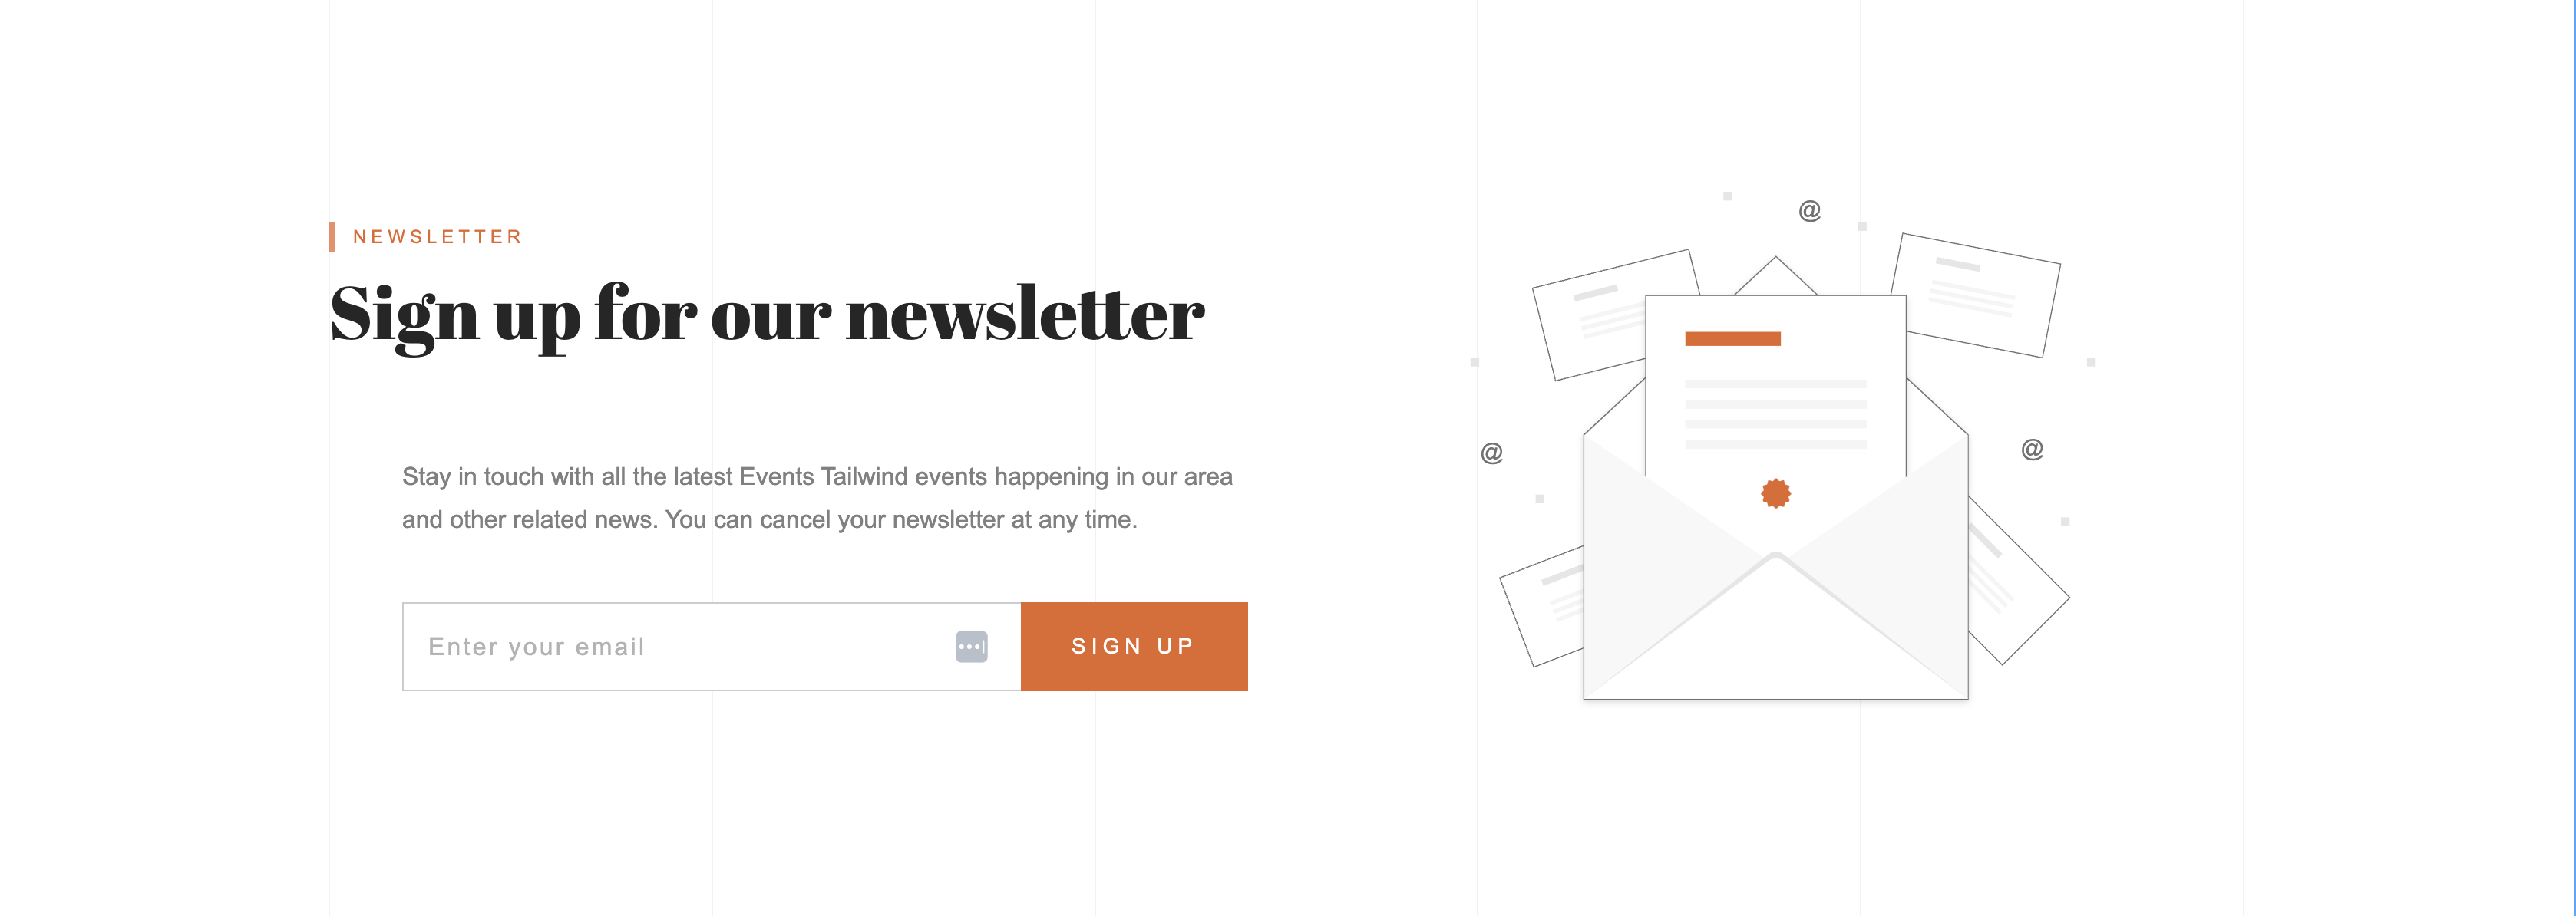 NEWSLETTER
Sign up for our newsletter
Stay in touch with all the latest Events Tailwind events happening in our area
and other related news. You can cancel your newsletter at any time.
Enter your email
SIGN UP
@
@
@